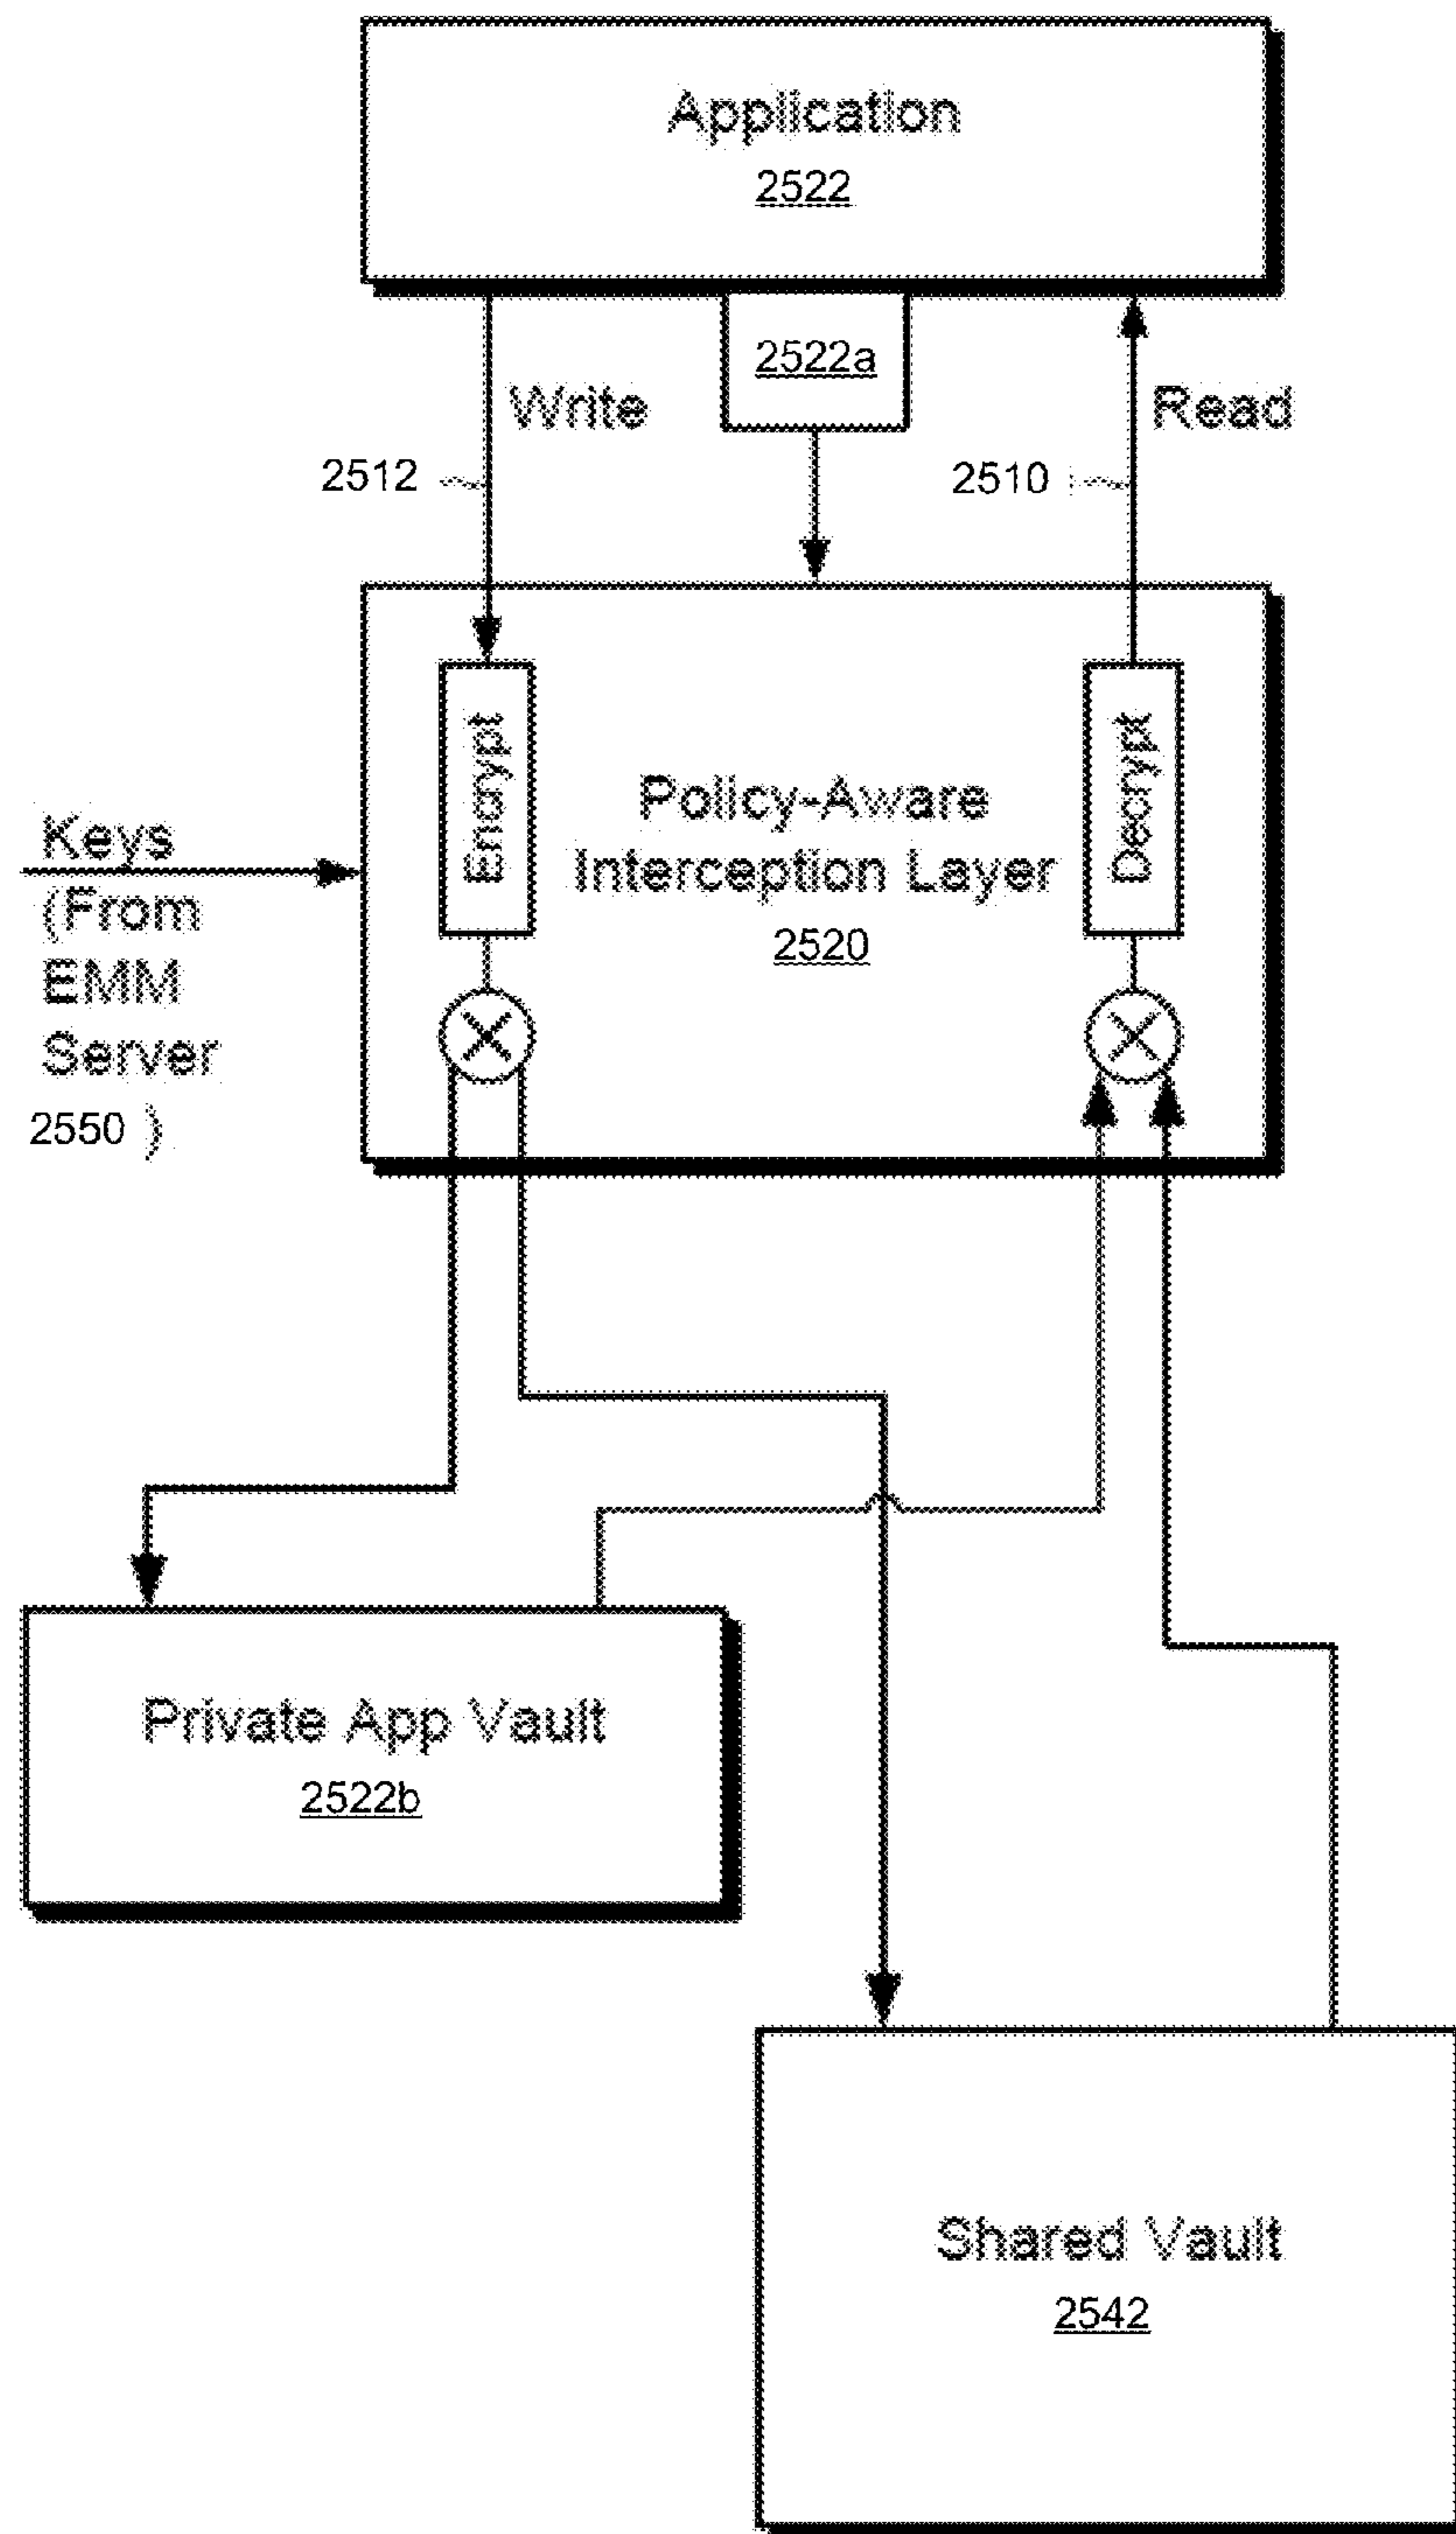 Application
2522
2522a
Write
Read
2512
2510
Encrypt
Decrypt
Policy-Aware
Interception Layer
2520
Keys
(From
EMM
Server
2550 )
Private App Vault
2522b
Shared Vault
2542